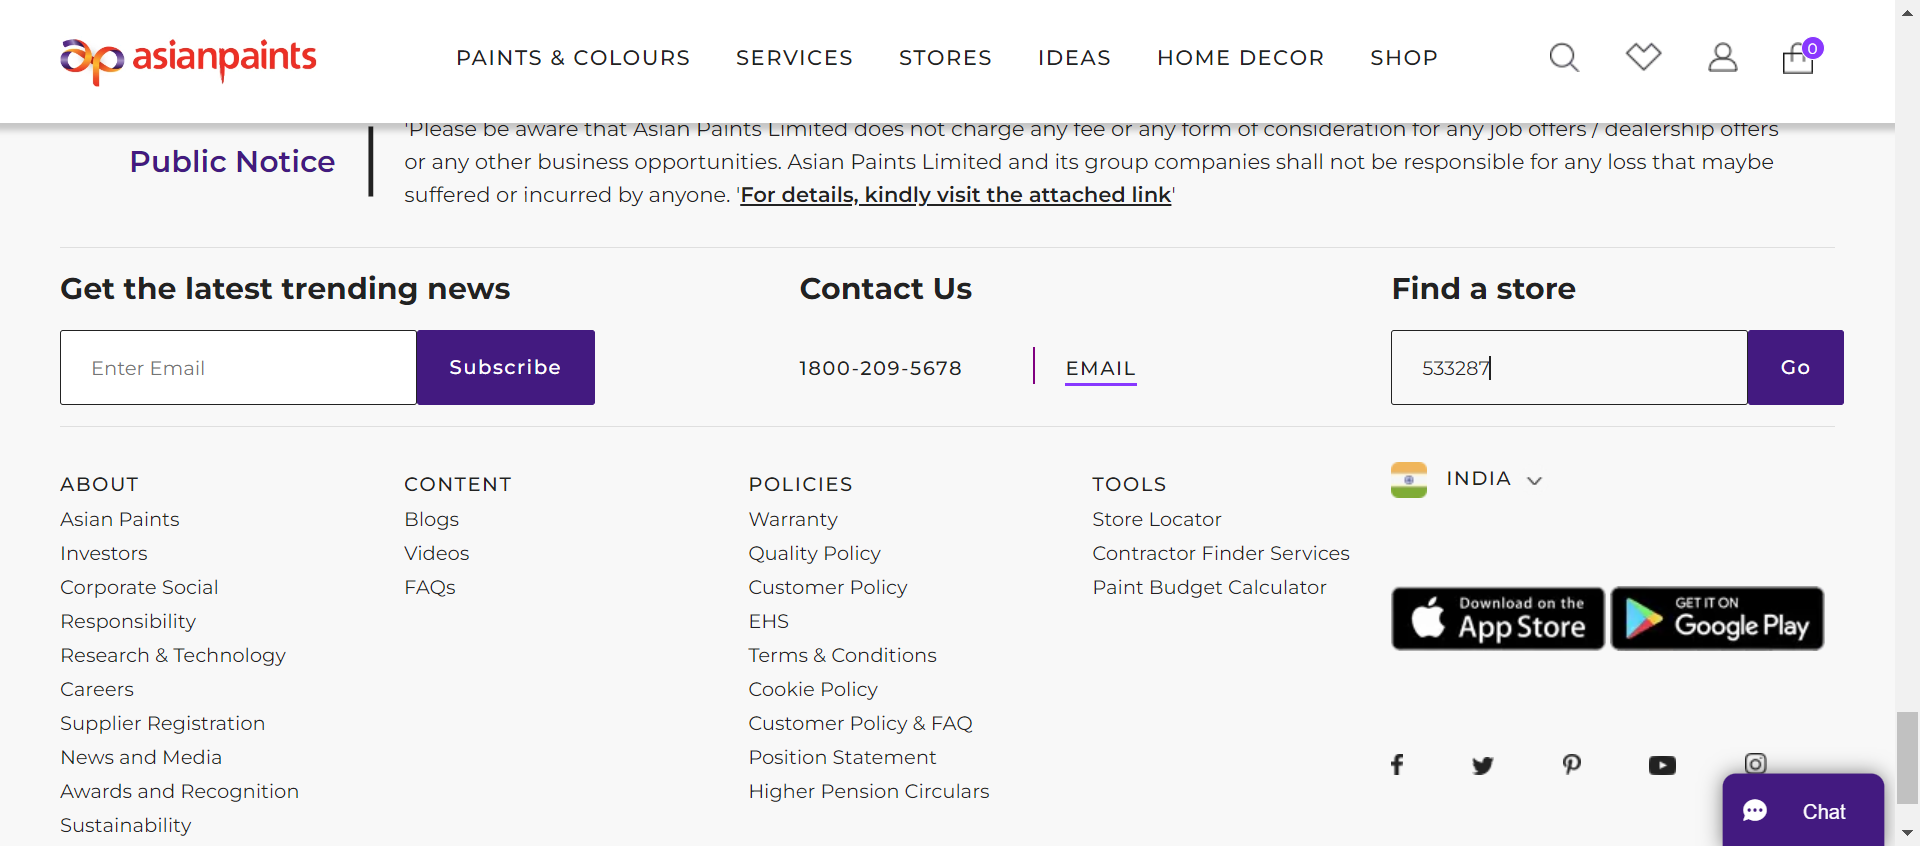 asianpaints
PAINTS & COLOURS SERVICES STORES IDEAS HOME DECOR SHOP
0
Public Notice
'Please be aware that Asian Paints Limited does not charge any fee or any form of consideration for any job offers / dealership offers
or any other business opportunities. Asian Paints Limited and its group companies shall not be responsible for any loss that maybe
suffered or incurred by anyone. 'For details, kindly visit the attached link'
Get the latest trending news
Enter Email
Subscribe
Contact Us
1800-209-5678
EMAIL
Find a store
533287
Go
ABOUT
Asian Paints
Investors
Corporate Social
Responsibility
Research & Technology
Careers
Supplier Registration
News and Media
Awards and Recognition
Sustainability
CONTENT
Blogs
Videos
FAQs
POLICIES
Warranty
Quality Policy
Customer Policy
EHS
Terms & Conditions
Cookie Policy
Customer Policy & FAQ
Position Statement
Higher Pension Circulars
TOOLS
Store Locator
Contractor Finder Services
Paint Budget Calculator
INDIA
Download on the
App Store
GET IT ON
Google Play
Chat